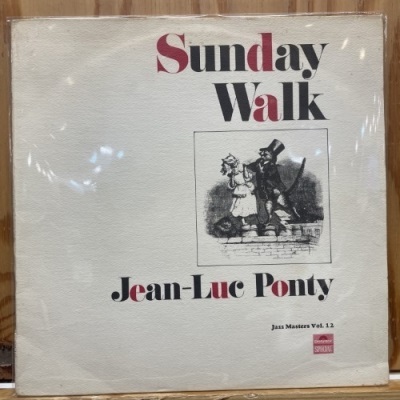 Sunday
Walk
Jean-Luc Ponty
Jazz Masters Vol. 12